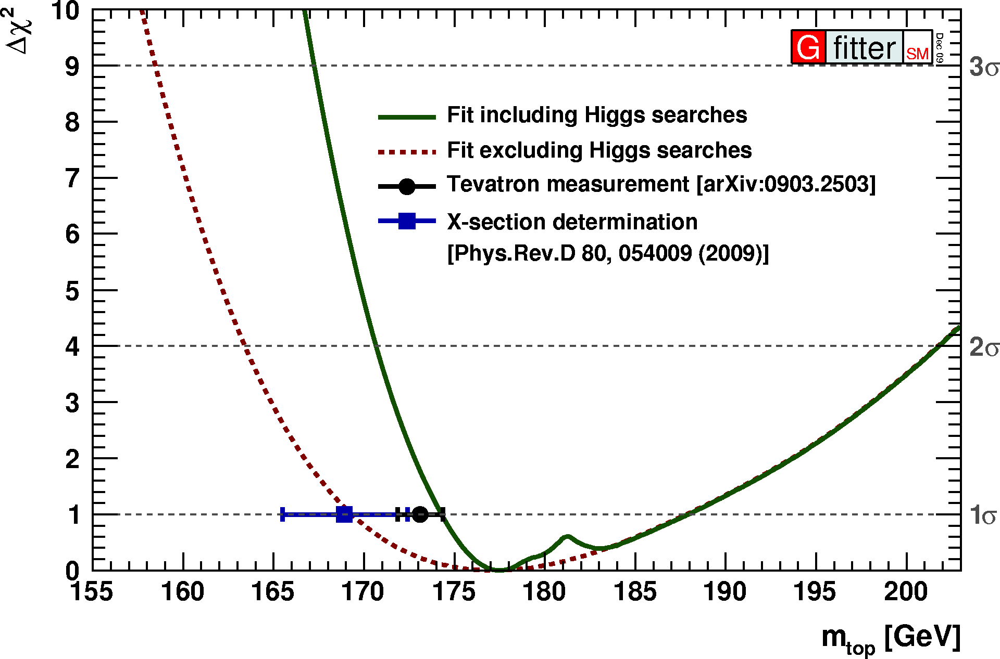 Δχ²
10
9
8
7
6
5
4
3
2
1
0
3σ
2σ
1σ
G fitter SM
Dec 09
Fit including Higgs searches
Fit excluding Higgs searches
Tevatron measurement [arXiv:0903.2503]
X-section determination
[Phys.Rev.D 80, 054009 (2009)]
155 160 165 170 175 180 185 190 195 200
m_top [GeV]